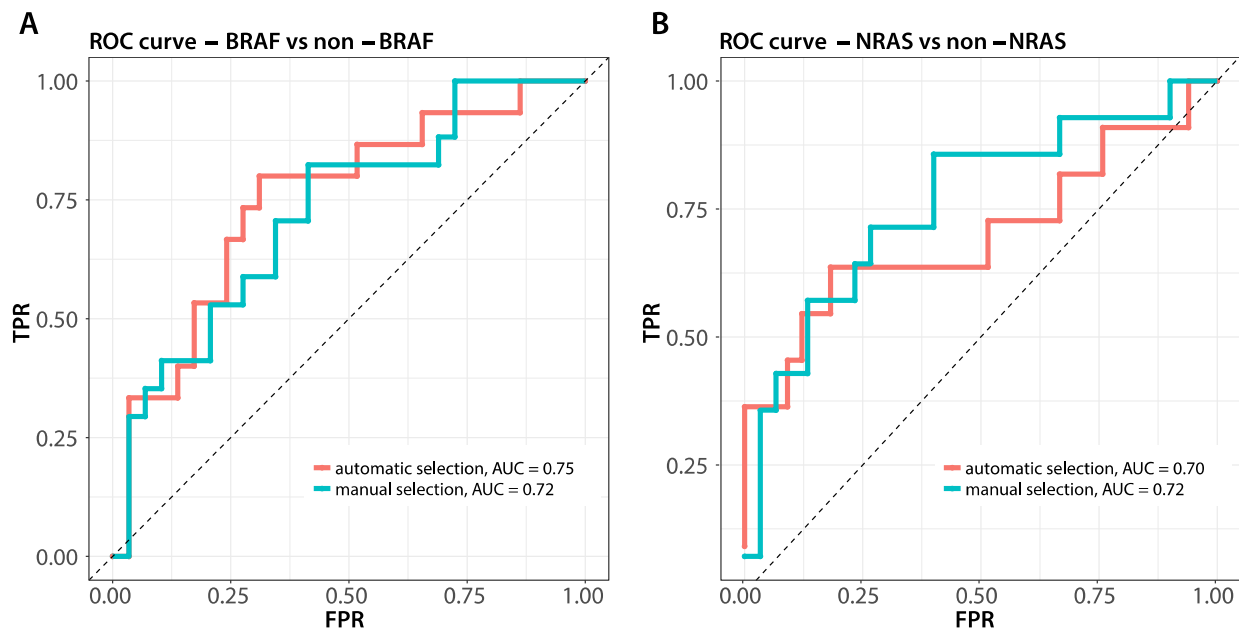 A
ROC curve – BRAF vs non –BRAF
1.00
0.75
0.50
0.25
0.00
TPR
automatic selection, AUC = 0.75
manual selection, AUC = 0.72
0.00 0.25 0.50 0.75 1.00
FPR
B
ROC curve –NRAS vs non –NRAS
1.00
0.75
0.50
0.25
TPR
automatic selection, AUC = 0.70
manual selection, AUC = 0.72
0.00 0.25 0.50 0.75 1.00
FPR